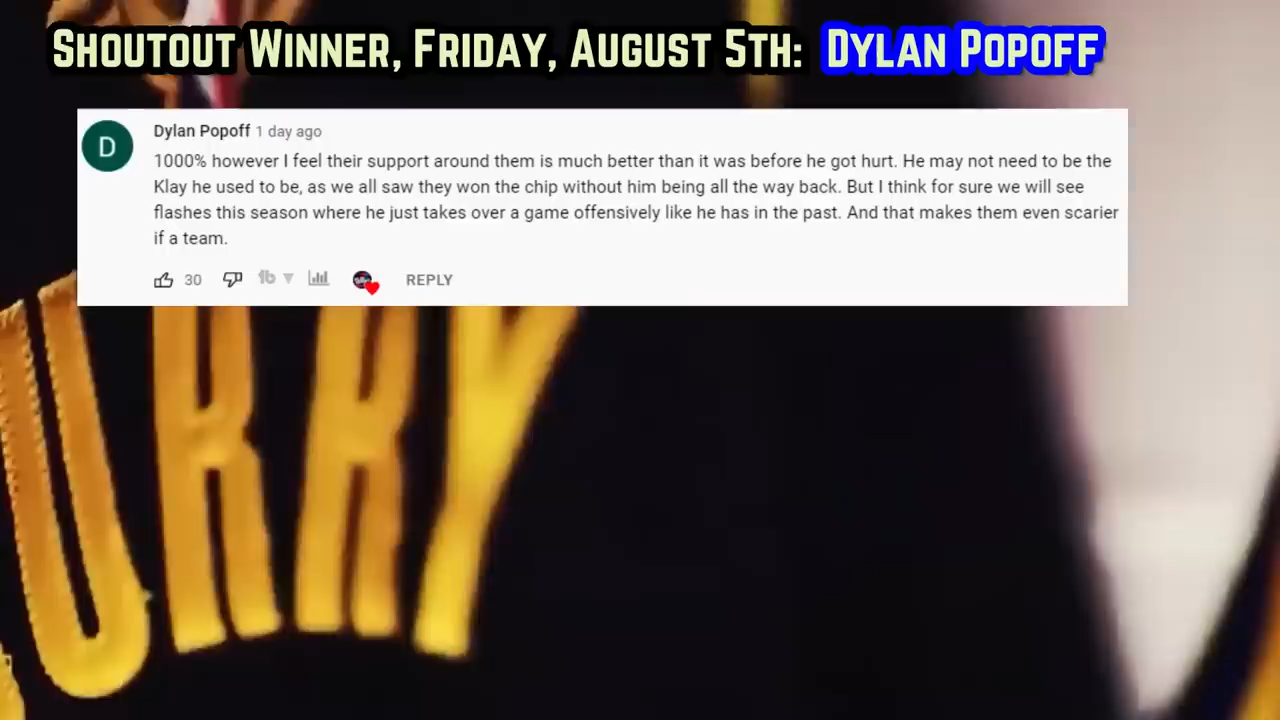 Shoutout Winner, Friday, August 5th: Dylan Popoff
D
Dylan Popoff 1 day ago
1000% however I feel their support around them is much better than it was before he got hurt. He may not need to be the
Klay he used to be, as we all saw they won the chip without him being all the way back. But I think for sure we will see
flashes this season where he just takes over a game offensively like he has in the past. And that makes them even scarier
if a team.
30
REPLY
URRY